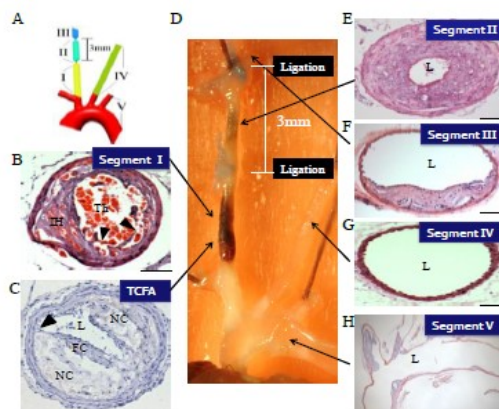 A
III
II
3mm
I
IV
V
B
Segment I
Th
IH
C
TCFA
NC
L
FC
NC
D
Ligation
3mm
Ligation
E
Segment II
L
F
Segment III
L
G
Segment IV
L
H
Segment V
L